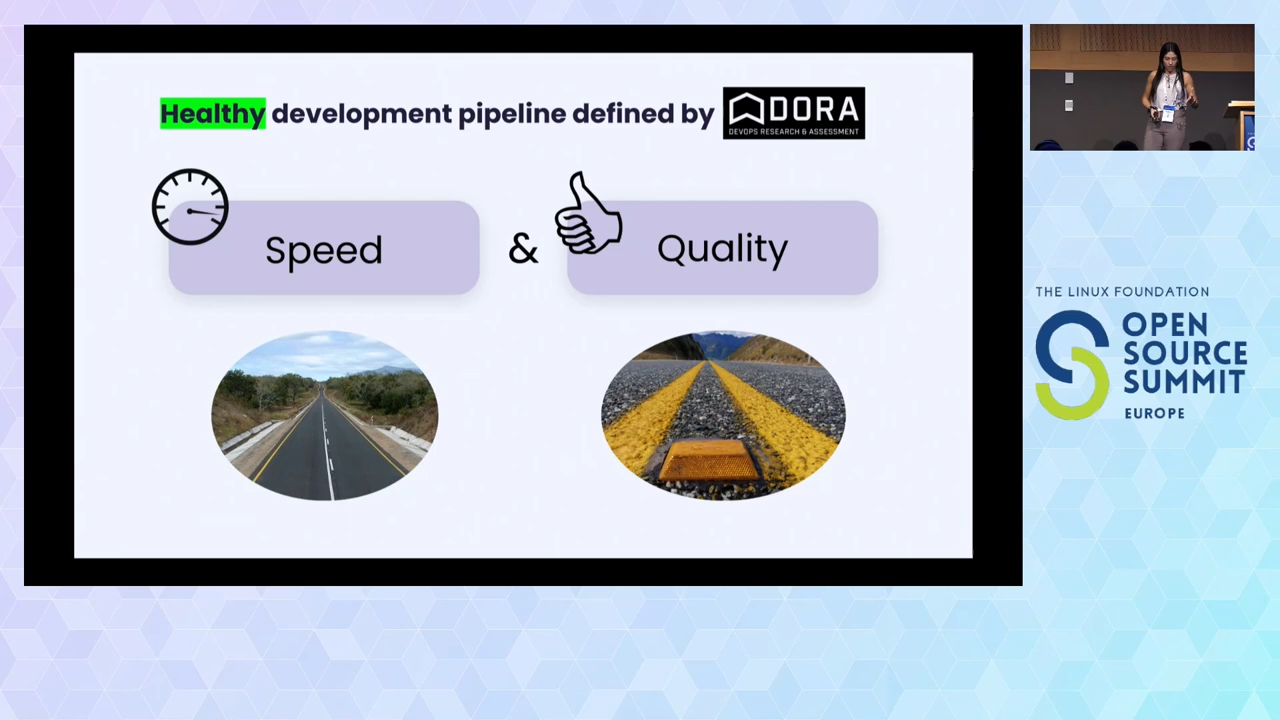 Healthy development pipeline defined by DORA
DEVOPS RESEARCH & ASSESSMENT
Speed & Quality
THE LINUX FOUNDATION
OPEN
SOURCE
SUMMIT
EUROPE